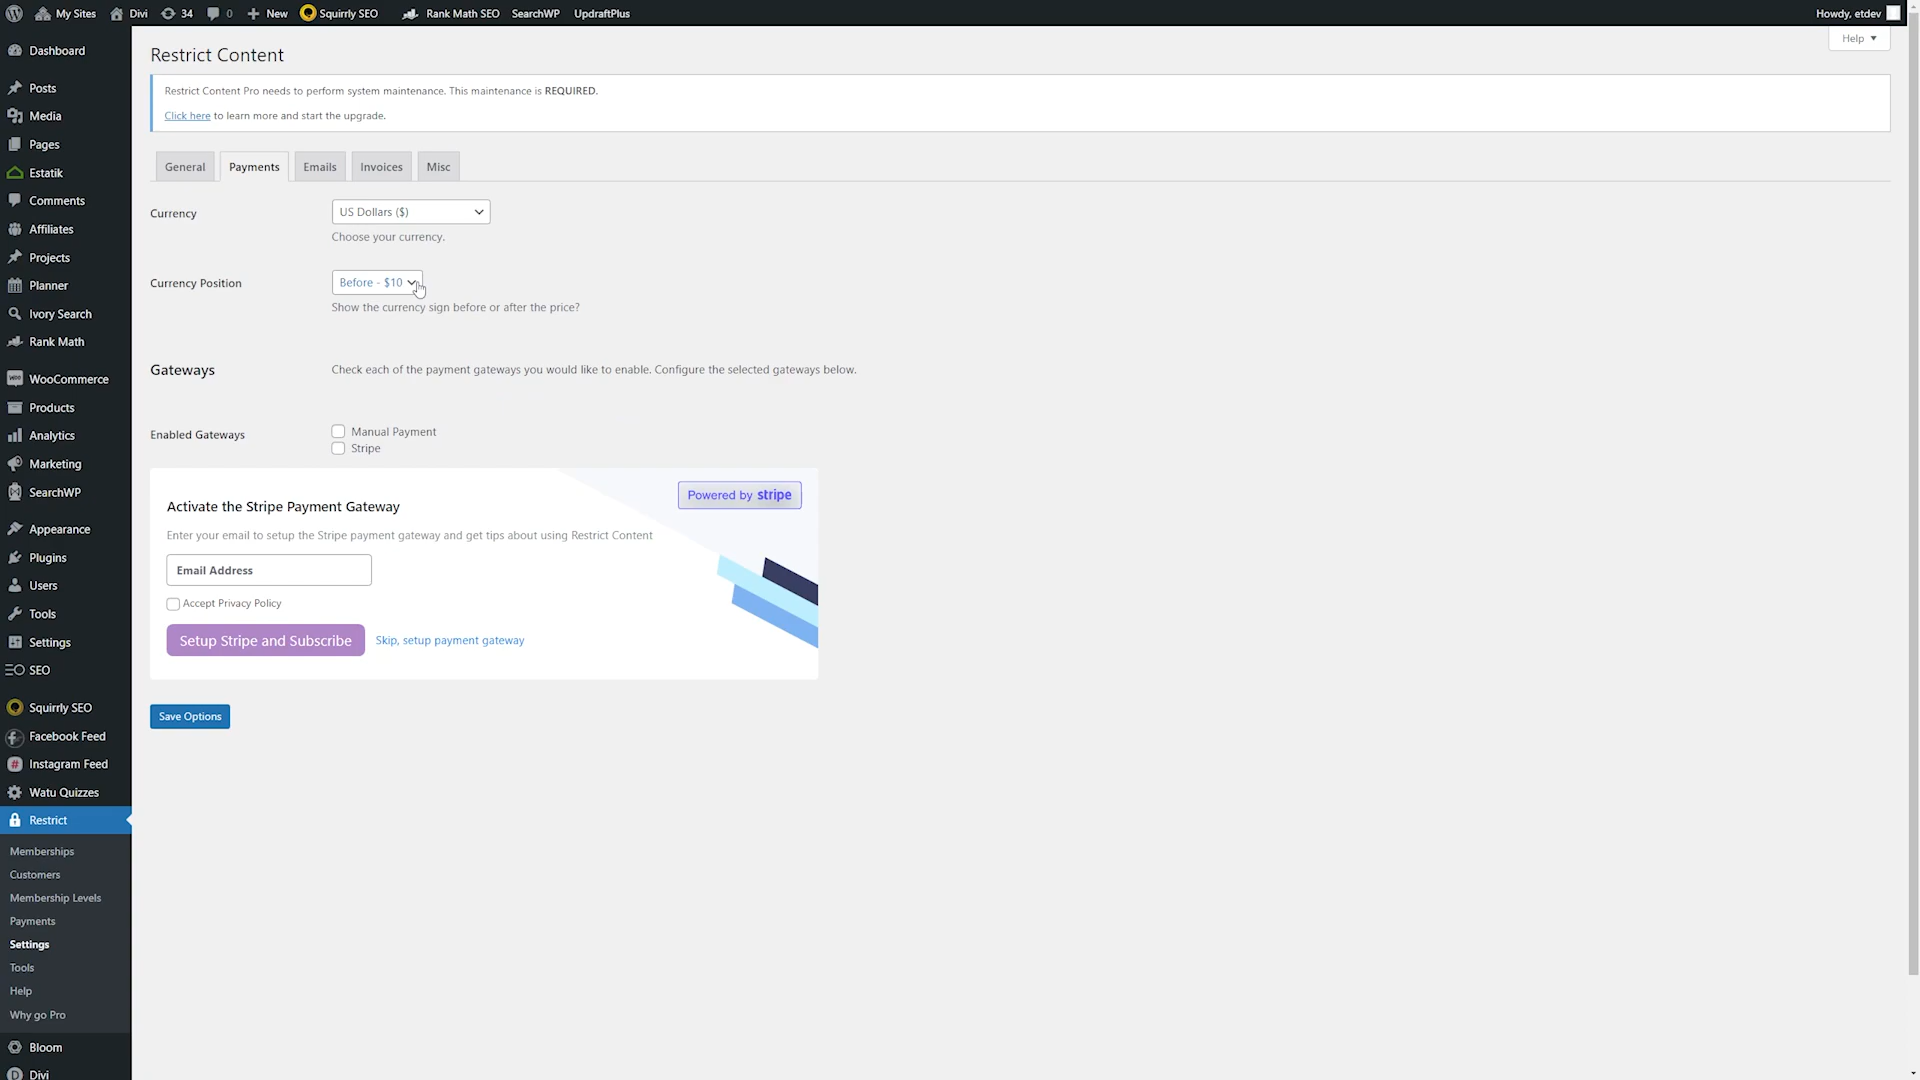 My Sites
Divi
34
0
New
Squirrly SEO
Rank Math SEO
SearchWP
UpdraftPlus
Howdy, etdev
Help
Dashboard
Posts
Media
Pages
Estatik
Comments
Affiliates
Projects
Planner
Ivory Search
Rank Math
WooCommerce
Products
Analytics
Marketing
SearchWP
Appearance
Plugins
Users
Tools
Settings
SEO
Squirrly SEO
Facebook Feed
Instagram Feed
Watu Quizzes
Restrict
Memberships
Customers
Membership Levels
Payments
Settings
Tools
Help
Why go Pro
Bloom
Divi
Restrict Content
Restrict Content Pro needs to perform system maintenance. This maintenance is REQUIRED.
Click here to learn more and start the upgrade.
General
Payments
Emails
Invoices
Misc
Currency
US Dollars ($)
Choose your currency.
Currency Position
Before - $10
Show the currency sign before or after the price?
Gateways
Check each of the payment gateways you would like to enable. Configure the selected gateways below.
Enabled Gateways
Manual Payment
Stripe
Powered by stripe
Activate the Stripe Payment Gateway
Enter your email to setup the Stripe payment gateway and get tips about using Restrict Content
Email Address
Accept Privacy Policy
Setup Stripe and Subscribe
Skip, setup payment gateway
Save Options